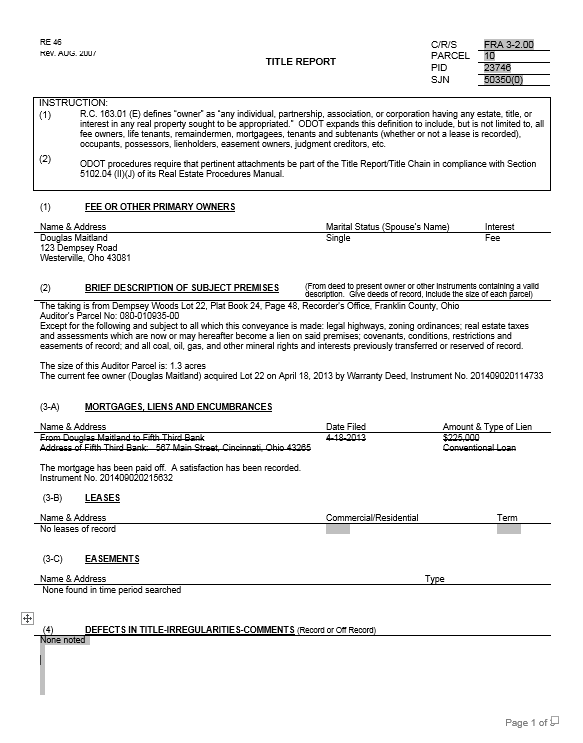 RE 46
Rev. AUG. 2007
TITLE REPORT
C/R/S FRA 3-2.00
PARCEL 10
PID 23746
SJN 50350(0)
INSTRUCTION:
(1) R.C. 163.01 (E) defines “owner” as “any individual, partnership, association, or corporation having any estate, title, or
interest in any real property sought to be appropriated.” ODOT expands this definition to include, but is not limited to, all
fee owners, life tenants, remaindermen, mortgagees, tenants and subtenants (whether or not a lease is recorded),
occupants, possessors, lienholders, easement owners, judgment creditors, etc.
(2) ODOT procedures require that pertinent attachments be part of the Title Report/Title Chain in compliance with Section
5102.04 (II)(J) of its Real Estate Procedures Manual.
(1) FEE OR OTHER PRIMARY OWNERS
Name & Address Marital Status (Spouse’s Name) Interest
Douglas Maitland Single Fee
123 Dempsey Road
Westerville, Ohio 43081
(2) BRIEF DESCRIPTION OF SUBJECT PREMISES (From deed to present owner or other instruments containing a valid
description. Give deeds of record, include the size of each parcel)
The taking is from Dempsey Woods Lot 22, Plat Book 24, Page 48, Recorder’s Office, Franklin County, Ohio
Auditor’s Parcel No: 080-010935-00
Except for the following and subject to all which this conveyance is made: legal highways, zoning ordinances; real estate taxes
and assessments which are now or may hereafter become a lien on said premises; covenants, conditions, restrictions and
easements of record; and all coal, oil, gas, and other mineral rights and interests previously transferred or reserved of record.
The size of this Auditor Parcel is: 1.3 acres
The current fee owner (Douglas Maitland) acquired Lot 22 on April 18, 2013 by Warranty Deed, Instrument No. 201409020114733
(3-A) MORTGAGES, LIENS AND ENCUMBRANCES
Name & Address Date Filed Amount & Type of Lien
From Douglas Maitland to Fifth Third Bank 4-18-2013 $225,000
Address of Fifth Third Bank: 567 Main Street, Cincinnati, Ohio 43265 Conventional Loan
The mortgage has been paid off. A satisfaction has been recorded.
Instrument No. 201409020215632
(3-B) LEASES
Name & Address Commercial/Residential Term
No leases of record
(3-C) EASEMENTS
Name & Address Type
None found in time period searched
(4) DEFECTS IN TITLE-IRREGULARITIES-COMMENTS (Record or Off Record)
None noted
Page 1 of